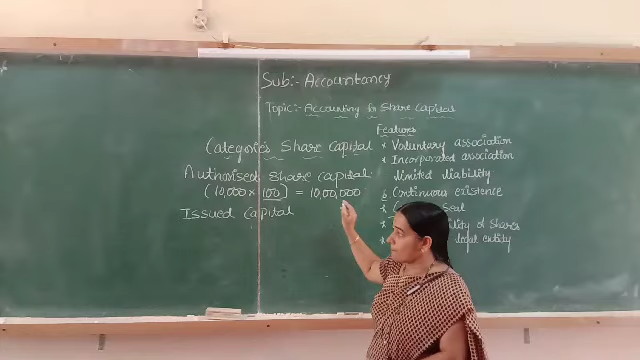 Sub:- Accountancy
Topic:- Accounting for Share Capital
Categories Share Capital
Authorised Share Capital
(10,000 × 100) = 10,00,000
Issued Capital
Features
* Voluntary association
* Incorporated association
limited liability
Continuous existence
Seal
of Shares
* legal entity